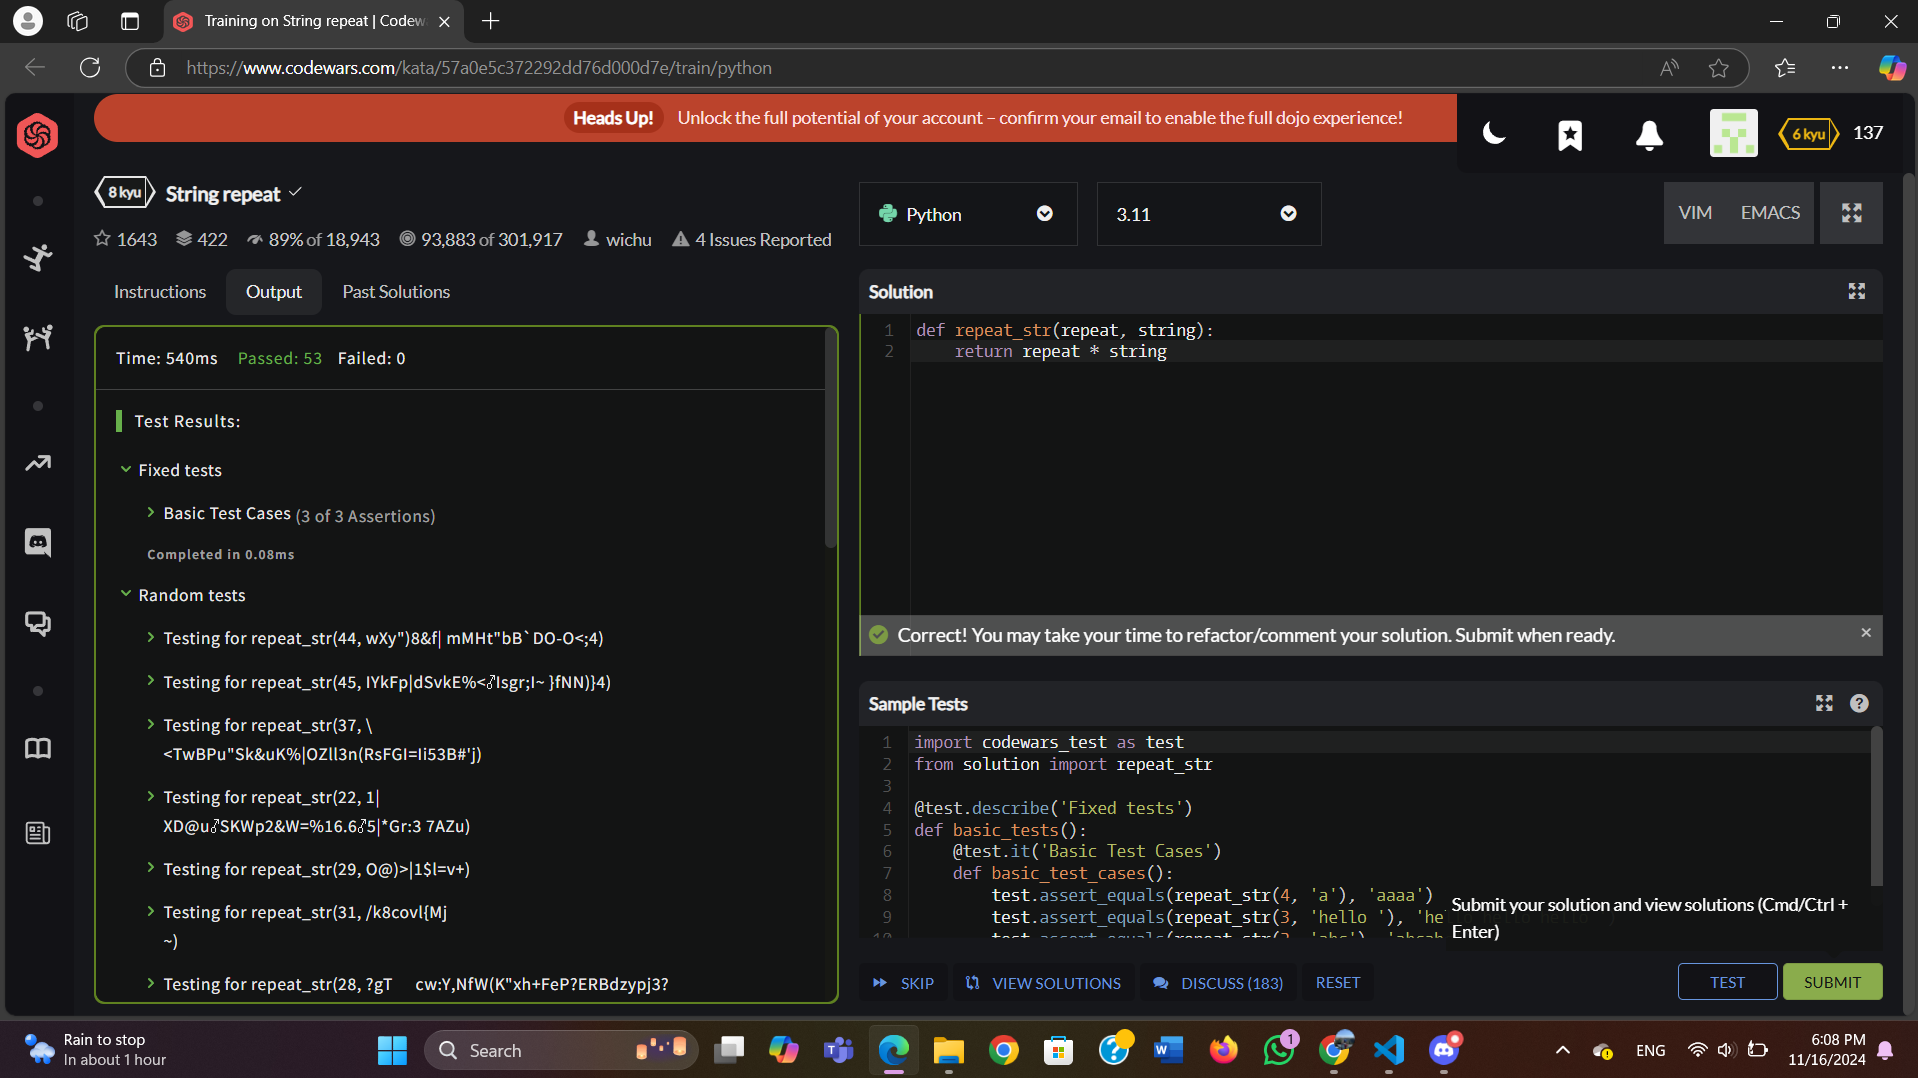 Training on String repeat | Codew
https://www.codewars.com/kata/57a0e5c372292dd76d000d7e/train/python
Heads Up! Unlock the full potential of your account – confirm your email to enable the full dojo experience!
6 kyu 137
8 kyu String repeat
1643 422 89% of 18,943 93,883 of 301,917 wichu 4 Issues Reported
Python 3.11 VIM EMACS
Instructions Output Past Solutions
Time: 540ms Passed: 53 Failed: 0
Test Results:
Fixed tests
Basic Test Cases (3 of 3 Assertions)
Completed in 0.08ms
Random tests
Testing for repeat_str(44, wXy")8&f| mMHt"bB`DO-O<;4)
Testing for repeat_str(45, IYkFp|dSvkE%<♂Isgr;I~ }fNN)}4)
Testing for repeat_str(37, \
<TwBPu"Sk&uK%|OZll3n(RsFGI=Ii53B#'j)
Testing for repeat_str(22, 1|
XD@u♂SKWp2&W=%16.6♂5|*Gr:3 7AZu)
Testing for repeat_str(29, O@)>|1$l=v+)
Testing for repeat_str(31, /k8covl{Mj
~)
Testing for repeat_str(28, ?gT cw:Y,NfW(K"xh+FeP?ERBdzypj3?
Solution
1 def repeat_str(repeat, string):
2 return repeat * string
Correct! You may take your time to refactor/comment your solution. Submit when ready.
Sample Tests
1 import codewars_test as test
2 from solution import repeat_str
3
4 @test.describe('Fixed tests')
5 def basic_tests():
6 @test.it('Basic Test Cases')
7 def basic_test_cases():
8 test.assert_equals(repeat_str(4, 'a'), 'aaaa')
9 test.assert_equals(repeat_str(3, 'hello '), 'he
Submit your solution and view solutions (Cmd/Ctrl +
Enter)
SKIP VIEW SOLUTIONS DISCUSS (183) RESET TEST SUBMIT
Rain to stop
In about 1 hour
Search
1
ENG
6:08 PM
11/16/2024